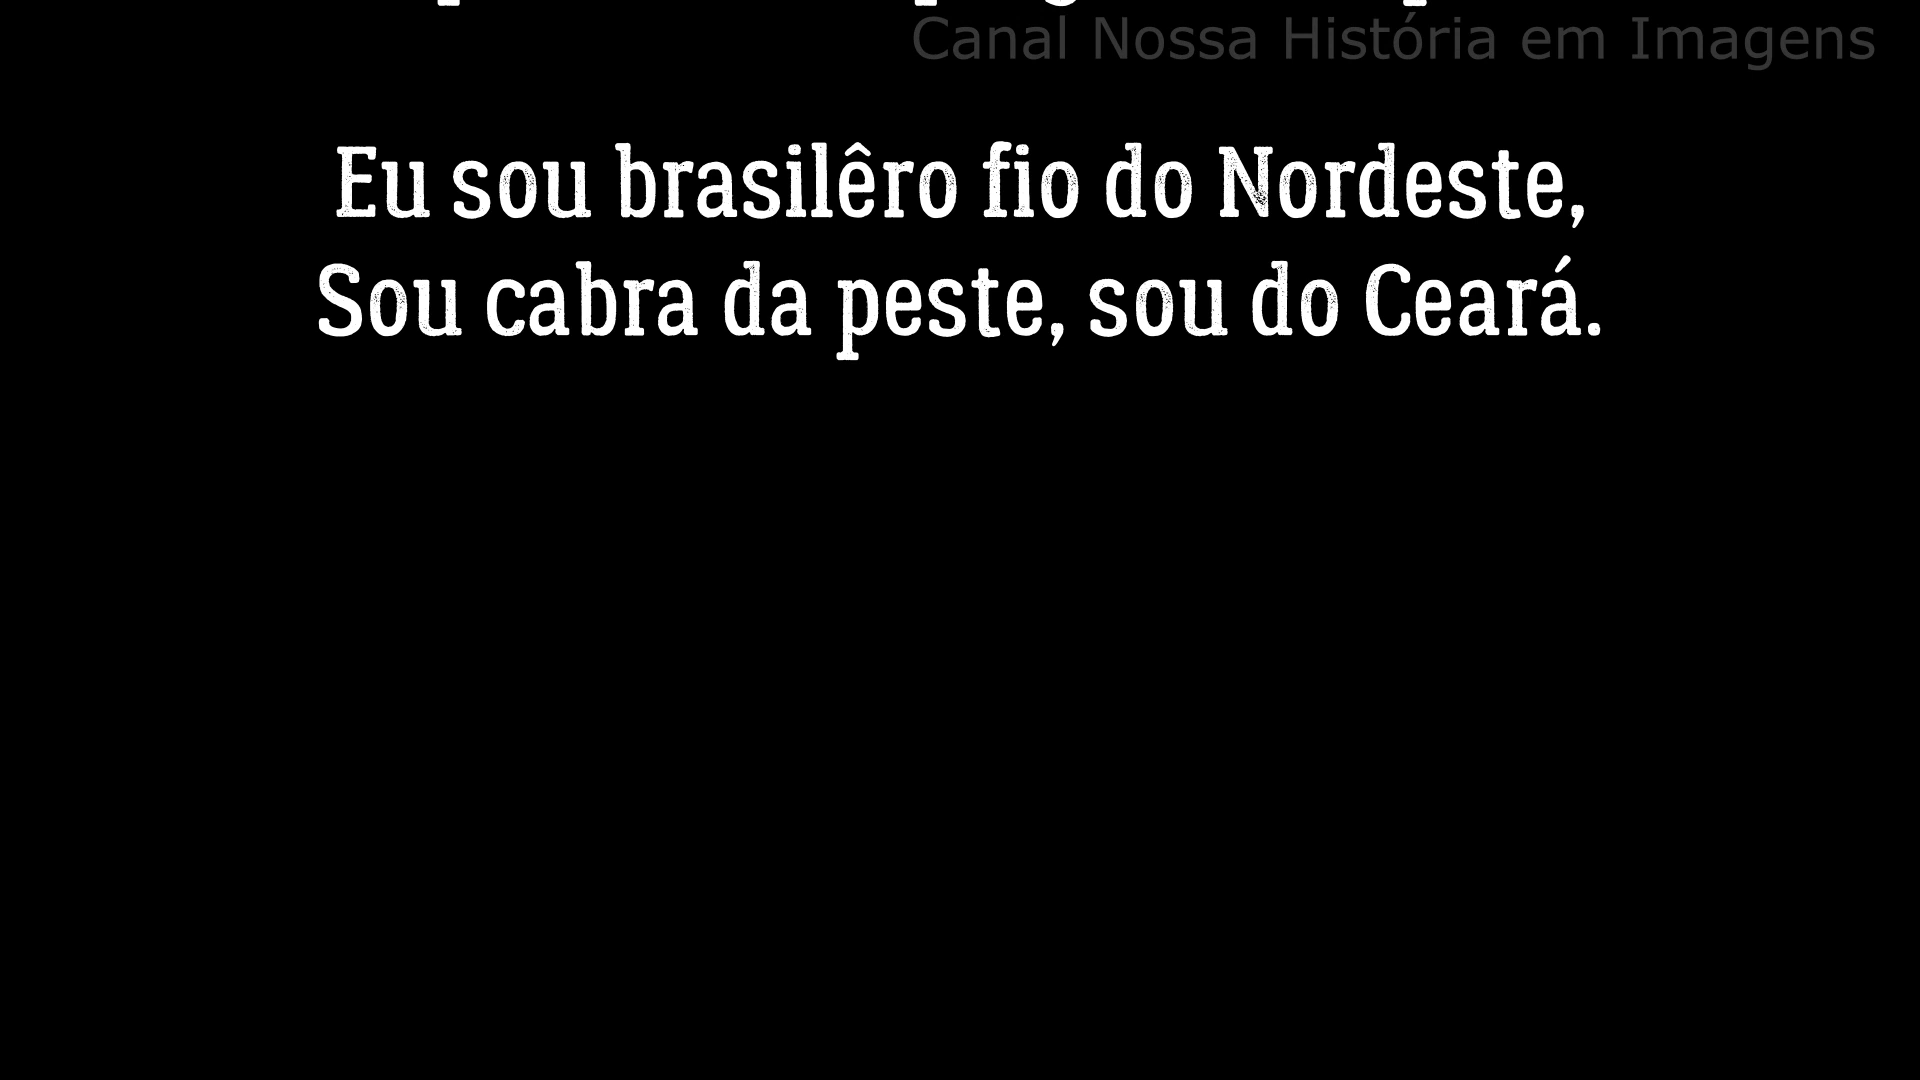 Canal Nossa História em Imagens
Eu sou brasilêro fio do Nordeste,
Sou cabra da peste, sou do Ceará.